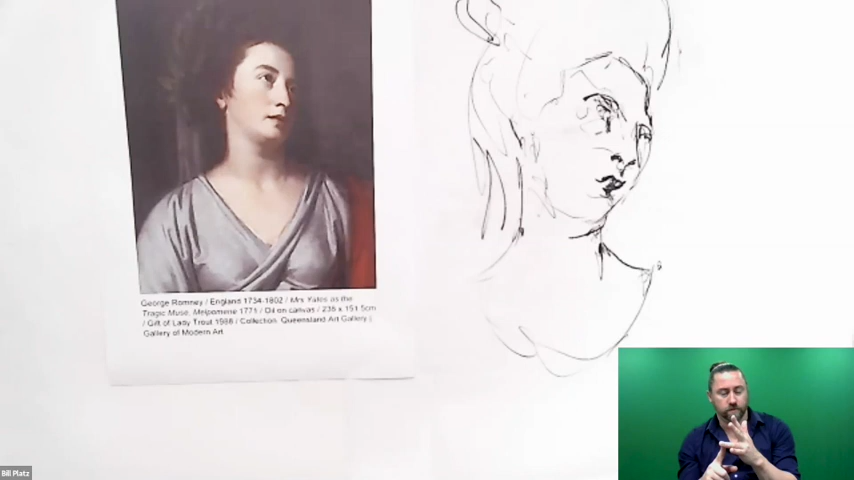 George Romney / England 1734-1802 / Mrs Yates as the
Tragic Muse, Melpomene 1771 / Oil on canvas / 235 x 151.5cm
/ Gift of Lady Trout 1988 / Collection: Queensland Art Gallery |
Gallery of Modern Art
Bill Platz